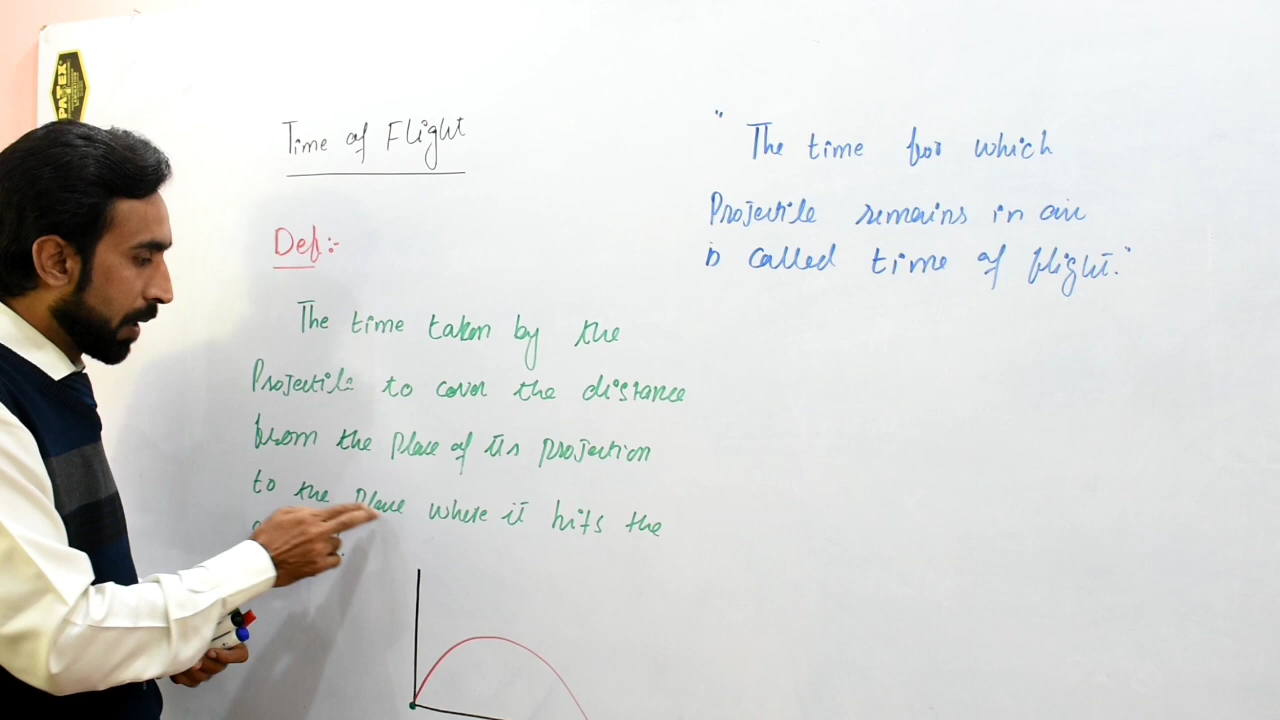 PATEX
Time of Flight
Def:-
The time taken by the
Projectile to cover the distance
from the place of its projection
to the place where it hits the
" The time for which
Projectile remains in air
is called time of flight."